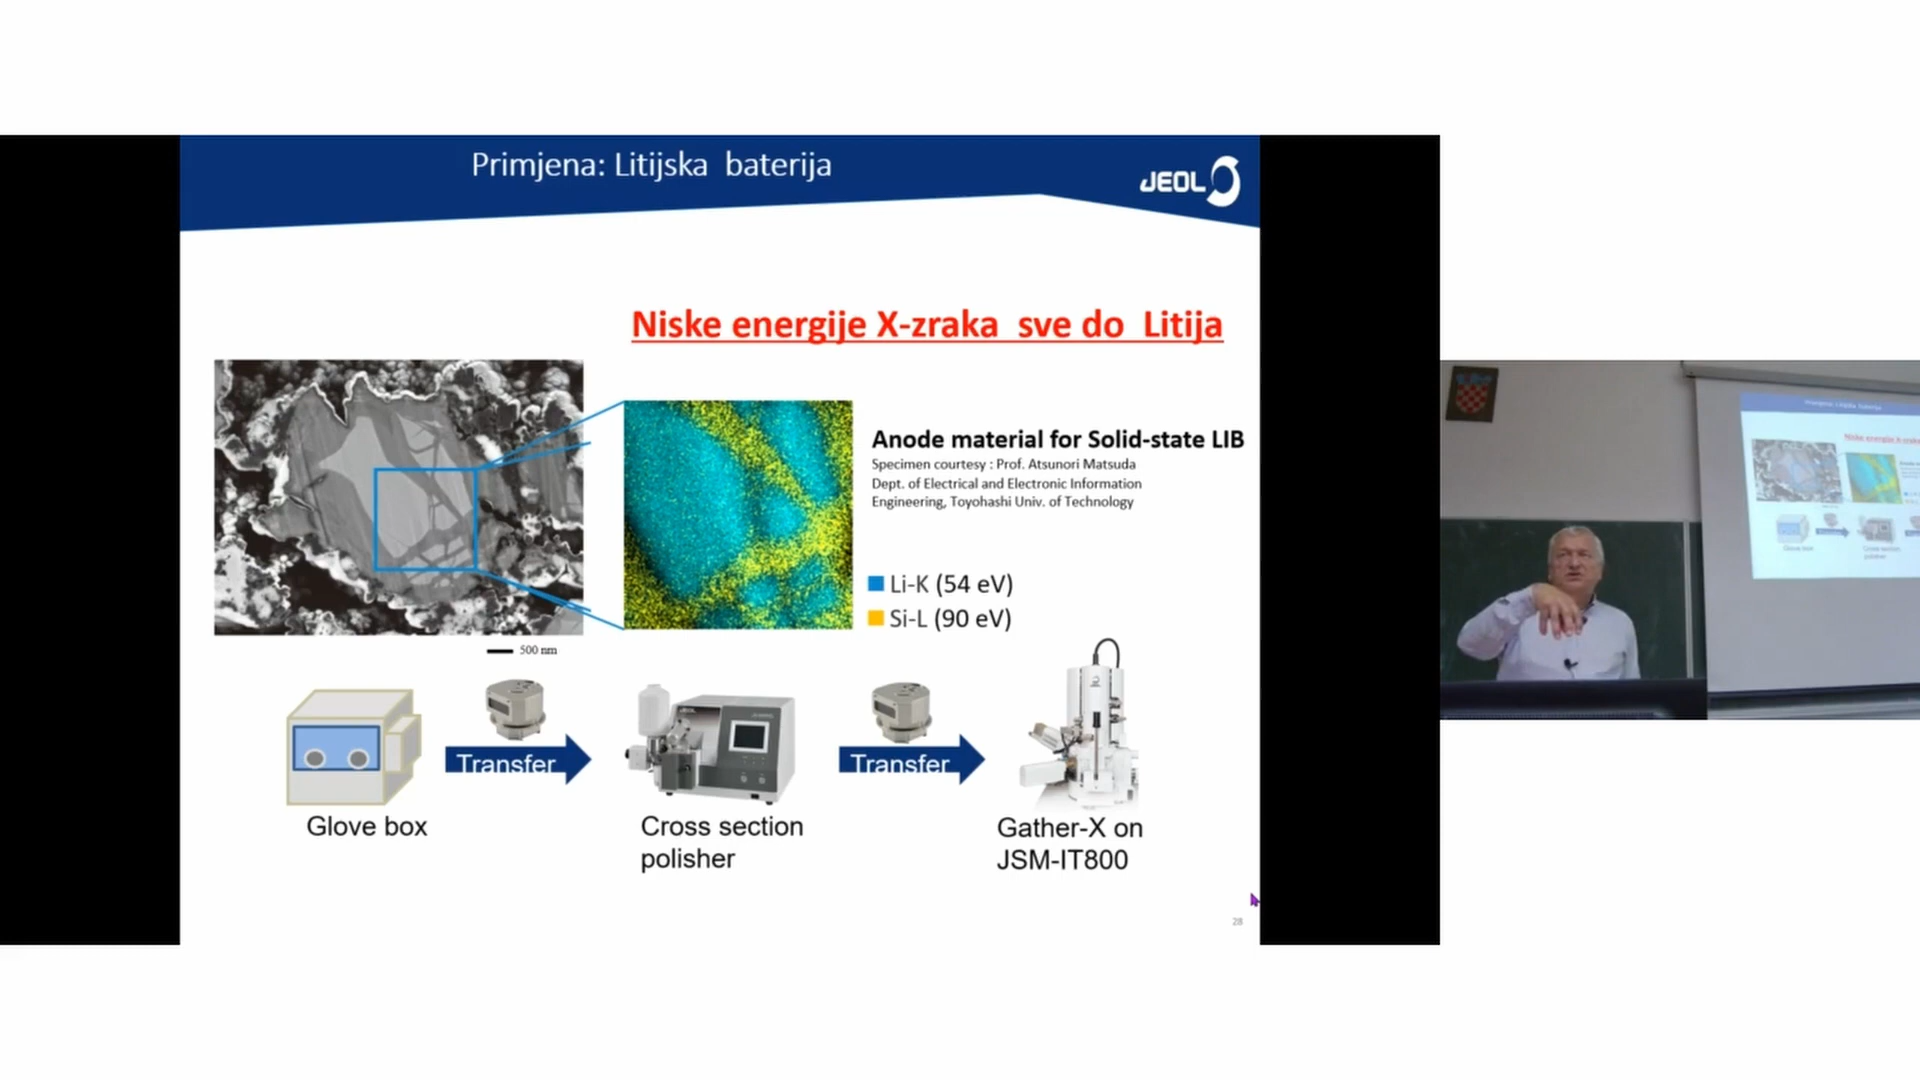 Primjena: Litijska baterija
JEOL
Niske energije X-zraka sve do Litija
Anode material for Solid-state LIB
Specimen courtesy : Prof. Atsunori Matsuda
Dept. of Electrical and Electronic Information
Engineering, Toyohashi Univ. of Technology
Li-K (54 eV)
Si-L (90 eV)
500 nm
Transfer
Transfer
Glove box
Cross section
polisher
Gather-X on
JSM-IT800
28